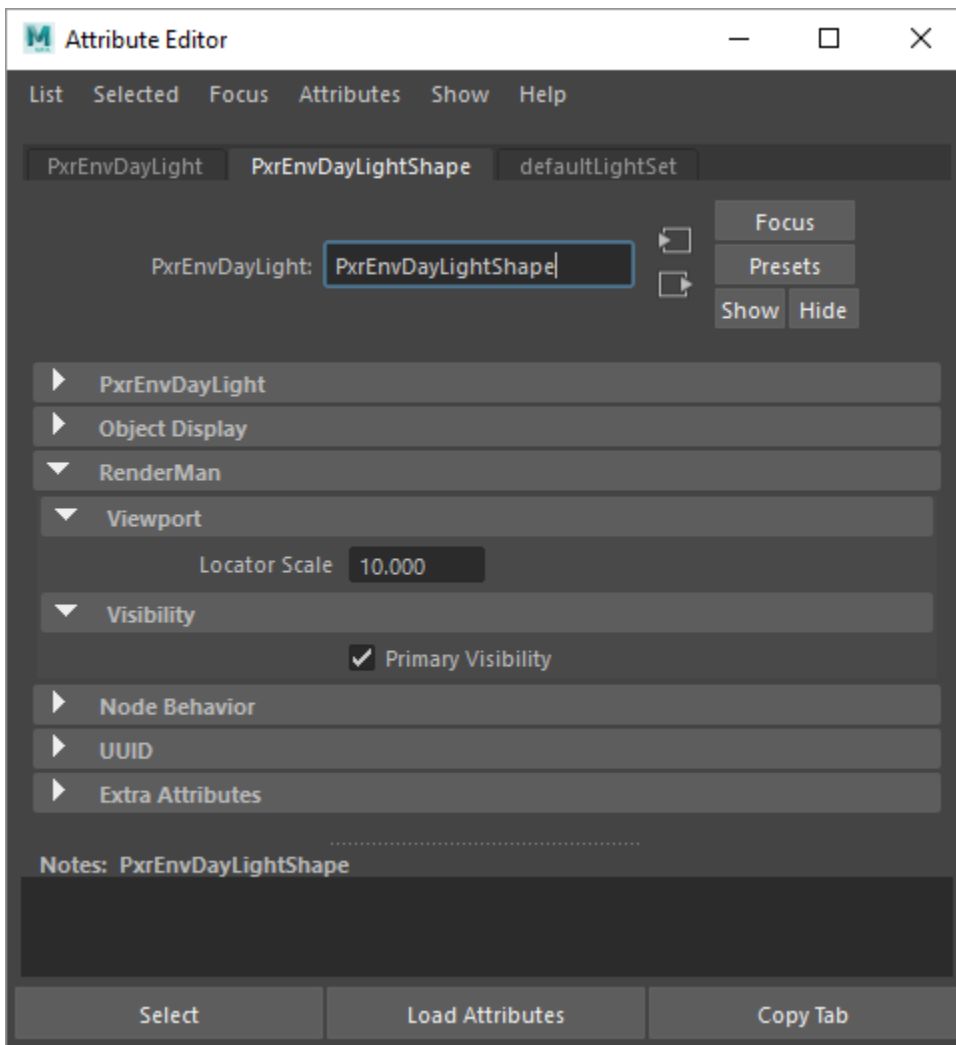 Attribute Editor
List Selected Focus Attributes Show Help
PxrEnvDayLight PxrEnvDayLightShape defaultLightSet
PxrEnvDayLight: PxrEnvDayLightShape
Focus
Presets
Show Hide
PxrEnvDayLight
Object Display
RenderMan
Viewport
Locator Scale 10.000
Visibility
Primary Visibility
Node Behavior
UUID
Extra Attributes
Notes: PxrEnvDayLightShape
Select Load Attributes Copy Tab